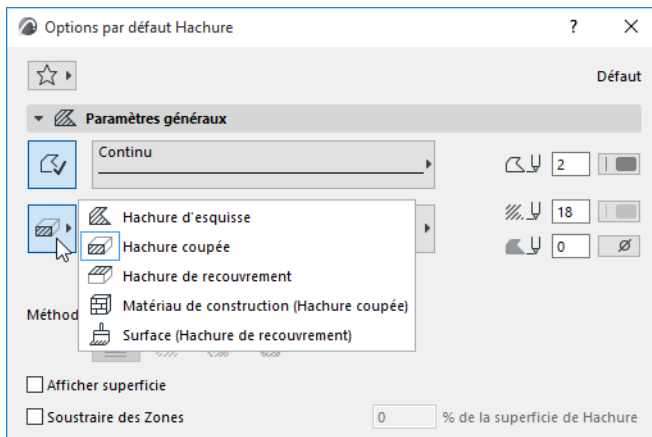 Options par défaut Hachure
?
Défaut
Paramètres généraux
Continu
2
Hachure d'esquisse
18
Hachure coupée
0
Hachure de recouvrement
Matériau de construction (Hachure coupée)
Méthod
Surface (Hachure de recouvrement)
Afficher superficie
Soustraire des Zones
0
% de la superficie de Hachure